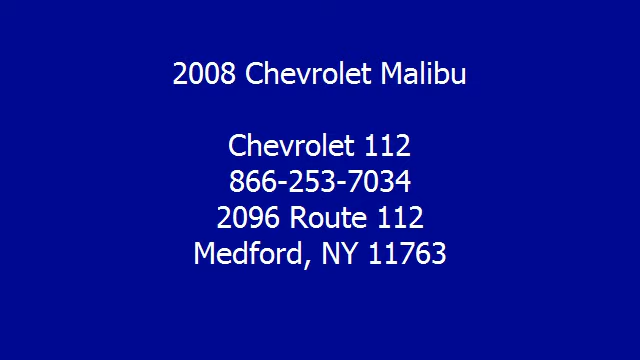 2008 Chevrolet Malibu
Chevrolet 112
866-253-7034
2096 Route 112
Medford, NY 11763